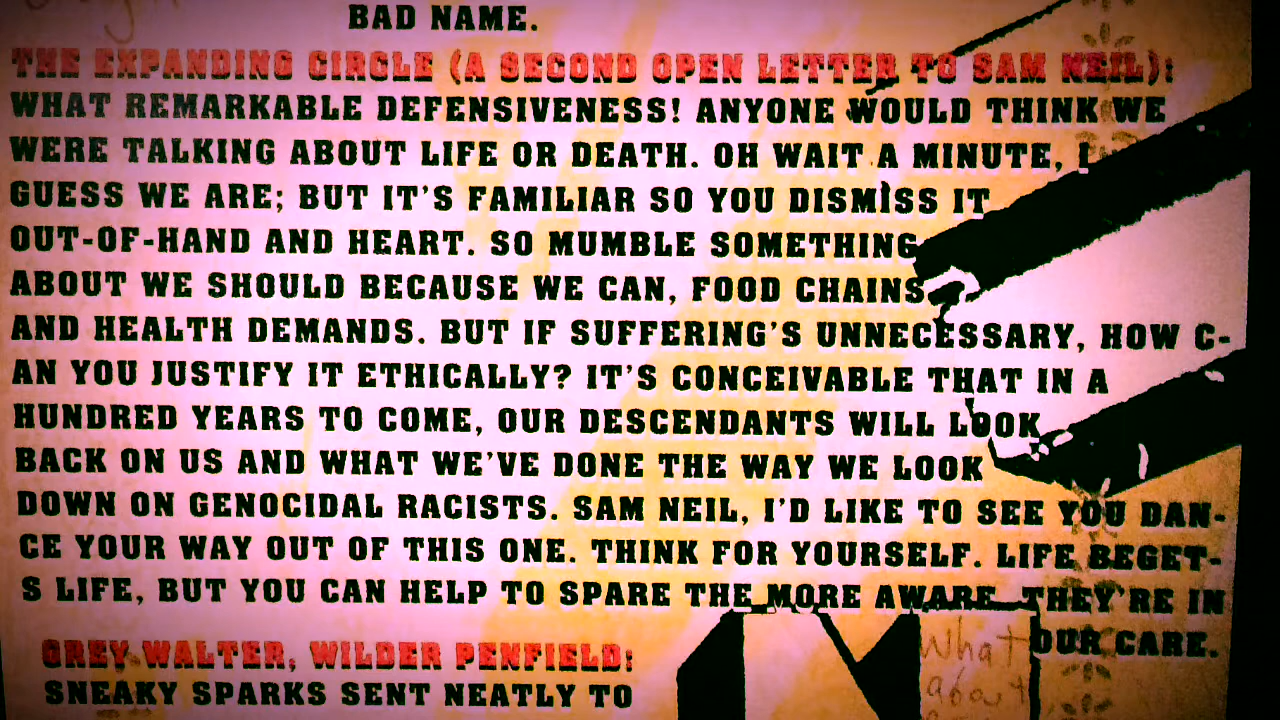 BAD NAME.
THE EXPANDING CIRCLE (A SECOND OPEN LETTER TO SAM NEIL):
WHAT REMARKABLE DEFENSIVENESS! ANYONE WOULD THINK WE
WERE TALKING ABOUT LIFE OR DEATH. OH WAIT A MINUTE, I
GUESS WE ARE; BUT IT'S FAMILIAR SO YOU DISMISS IT
OUT-OF-HAND AND HEART. SO MUMBLE SOMETHING
ABOUT WE SHOULD BECAUSE WE CAN, FOOD CHAINS
AND HEALTH DEMANDS. BUT IF SUFFERING'S UNNECESSARY, HOW C-
AN YOU JUSTIFY IT ETHICALLY? IT'S CONCEIVABLE THAT IN A
HUNDRED YEARS TO COME, OUR DESCENDANTS WILL LOOK
BACK ON US AND WHAT WE'VE DONE THE WAY WE LOOK
DOWN ON GENOCIDAL RACISTS. SAM NEIL, I'D LIKE TO SEE YOU DAN-
CE YOUR WAY OUT OF THIS ONE. THINK FOR YOURSELF. LIFE BEGET-
S LIFE, BUT YOU CAN HELP TO SPARE THE MORE AWARE. THEY'RE IN
OUR CARE.
What
about
GREY WALTER, WILDER PENFIELD:
SNEAKY SPARKS SENT NEATLY TO